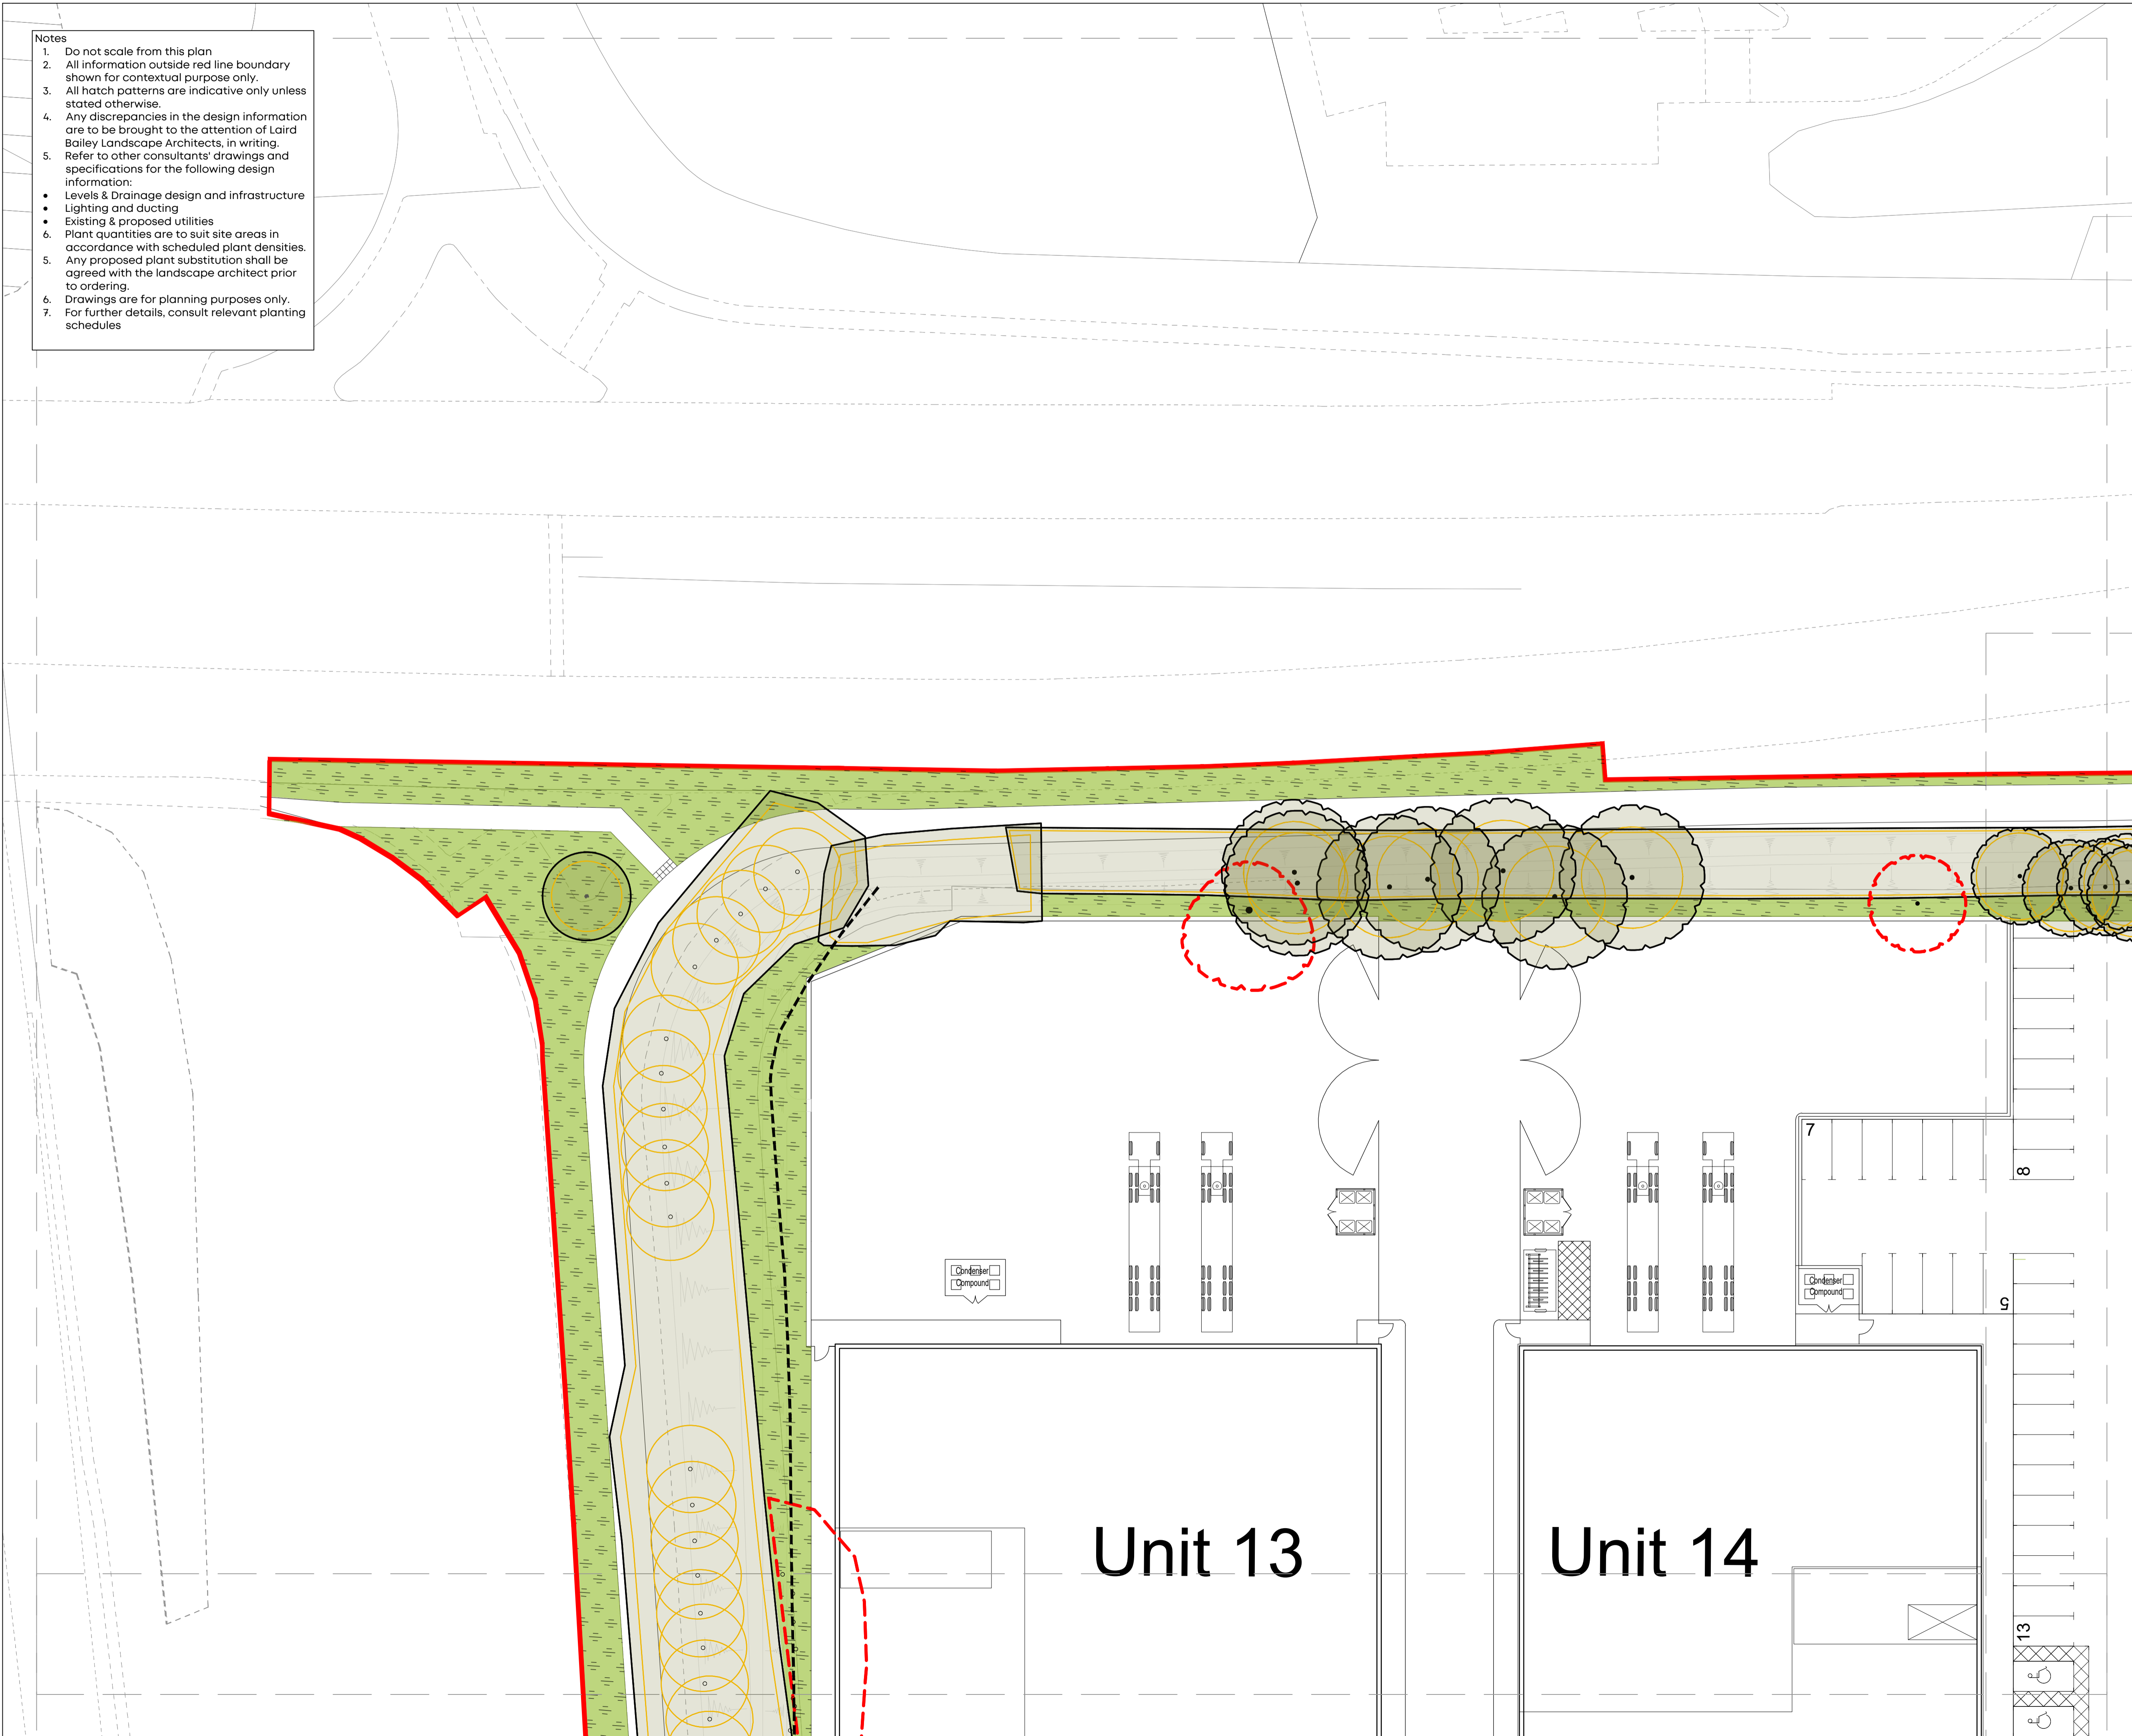 Notes
1. Do not scale from this plan
2. All information outside red line boundary
shown for contextual purpose only.
3. All hatch patterns are indicative only unless
stated otherwise.
4. Any discrepancies in the design information
are to be brought to the attention of Laird
Bailey Landscape Architects, in writing.
5. Refer to other consultants' drawings and
specifications for the following design
information:
• Levels & Drainage design and infrastructure
• Lighting and ducting
• Existing & proposed utilities
6. Plant quantities are to suit site areas in
accordance with scheduled plant densities.
5. Any proposed plant substitution shall be
agreed with the landscape architect prior
to ordering.
6. Drawings are for planning purposes only.
7. For further details, consult relevant planting
schedules
7
8
Condenser
Compound
Condenser
Compound
5
Unit 13
Unit 14
13